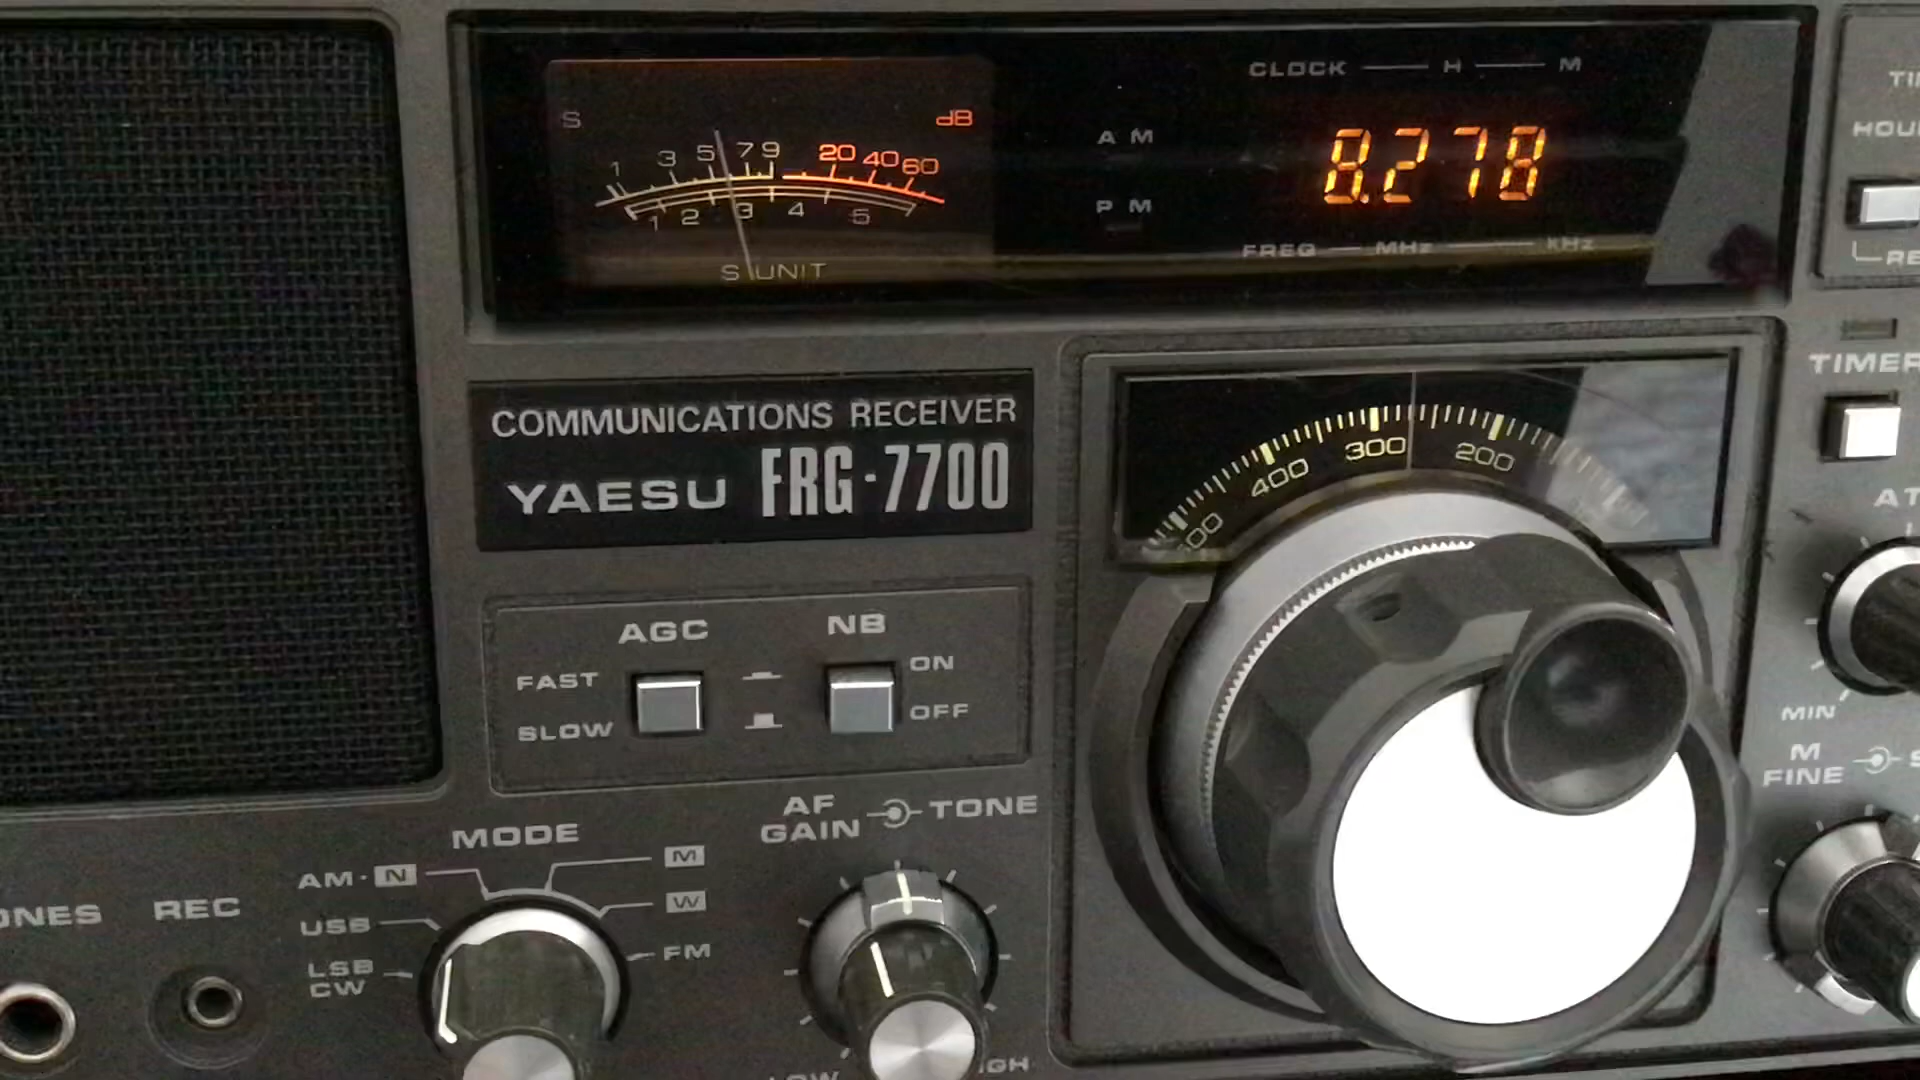 S
dB
1 3 5 7 9 20 40 60
1 2 3 4 5
S UNIT
CLOCK H M
AM
PM
8.278
FREQ MHz kHz
COMMUNICATIONS RECEIVER
YAESU FRG-7700
400 300 200
TIMER
AGC NB
FAST
SLOW
ON
OFF
MODE
AM·N
USB
LSB
CW
M
W
FM
REC
AF
GAIN
TONE
MIN
M
FINE